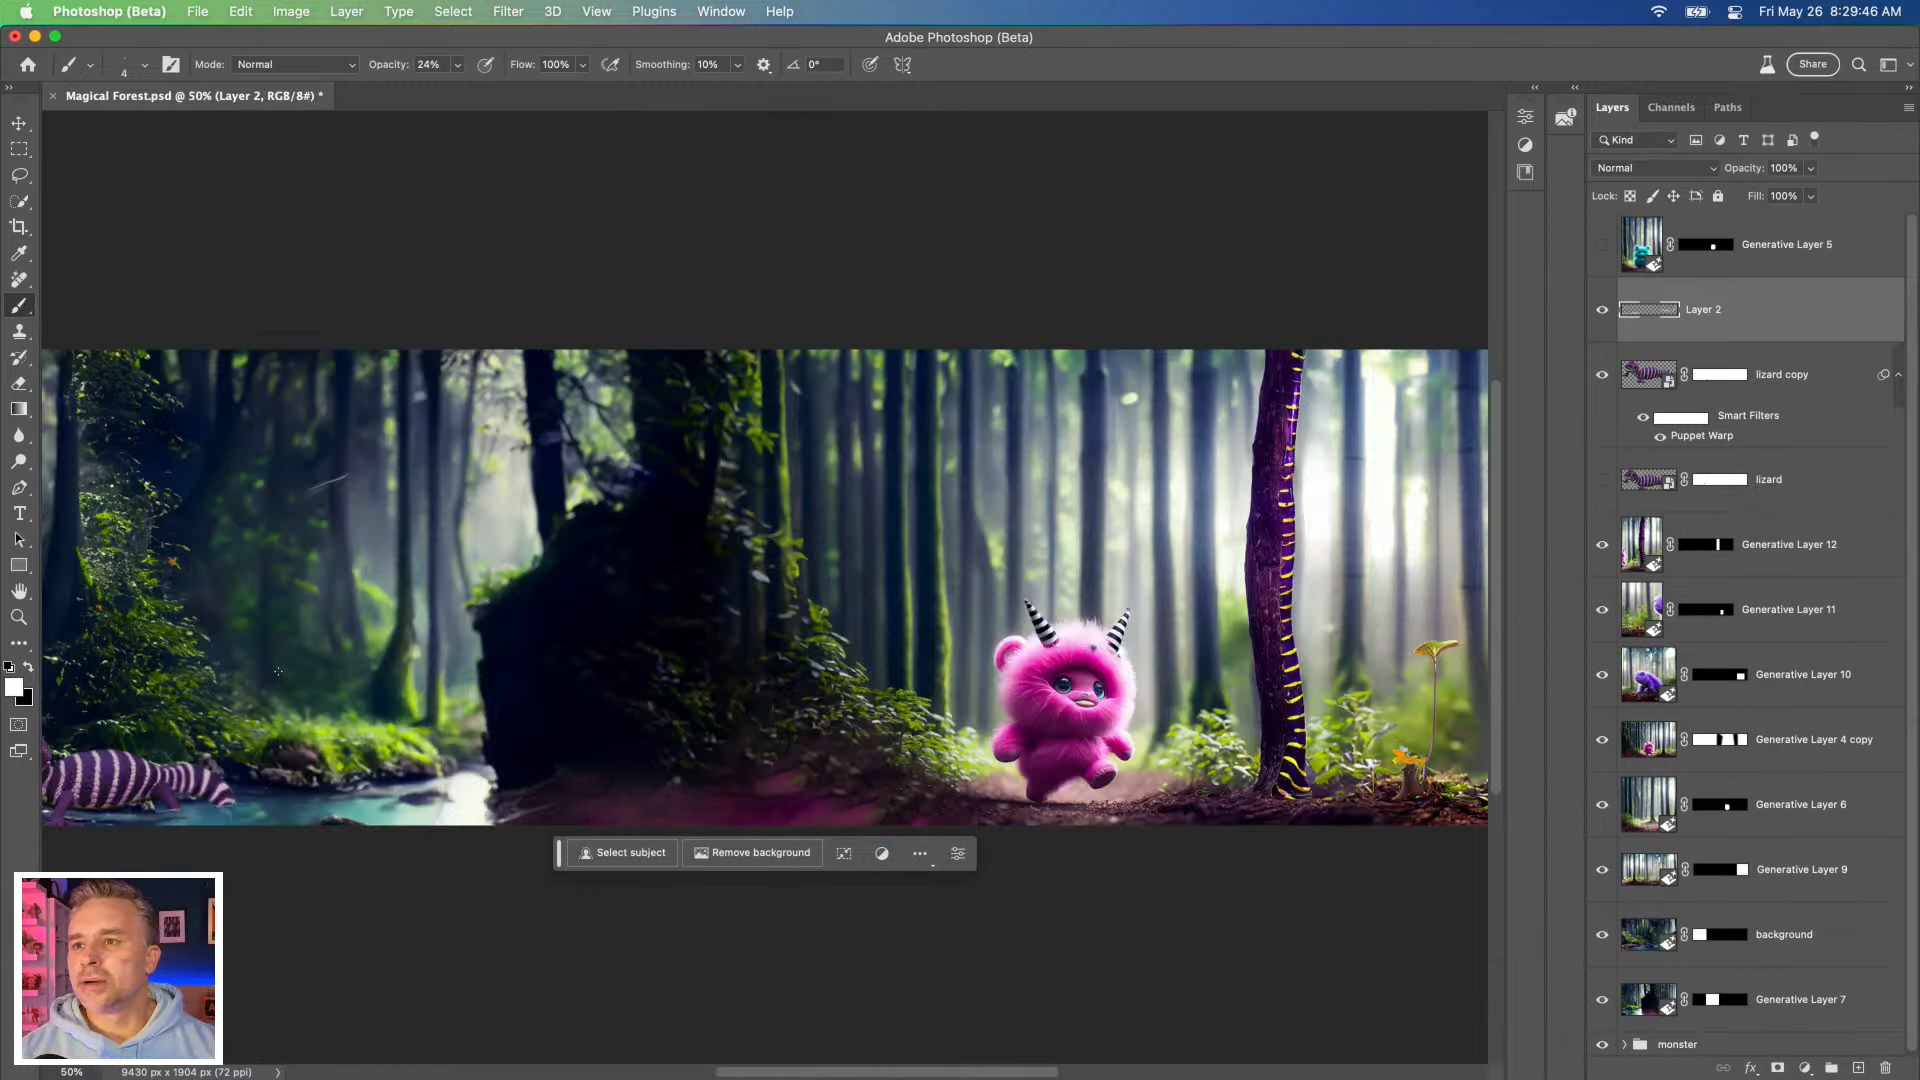 Photoshop (Beta) File Edit Image Layer Type Select Filter 3D View Plugins Window Help Fri May 26 8:29:46 AM
Adobe Photoshop (Beta)
4 Mode: Normal Opacity: 24% Flow: 100% Smoothing: 10% 0° Share
Magical Forest.psd @ 50% (Layer 2, RGB/8#) *
Layers Channels Paths
Kind
Normal Opacity: 100%
Lock: Fill: 100%
Generative Layer 5
Layer 2
lizard copy
Smart Filters
Puppet Warp
lizard
Generative Layer 12
Generative Layer 11
Generative Layer 10
Generative Layer 4 copy
Generative Layer 6
Generative Layer 9
background
Generative Layer 7
monster
Select subject Remove background
50% 9430 px x 1904 px (72 ppi)